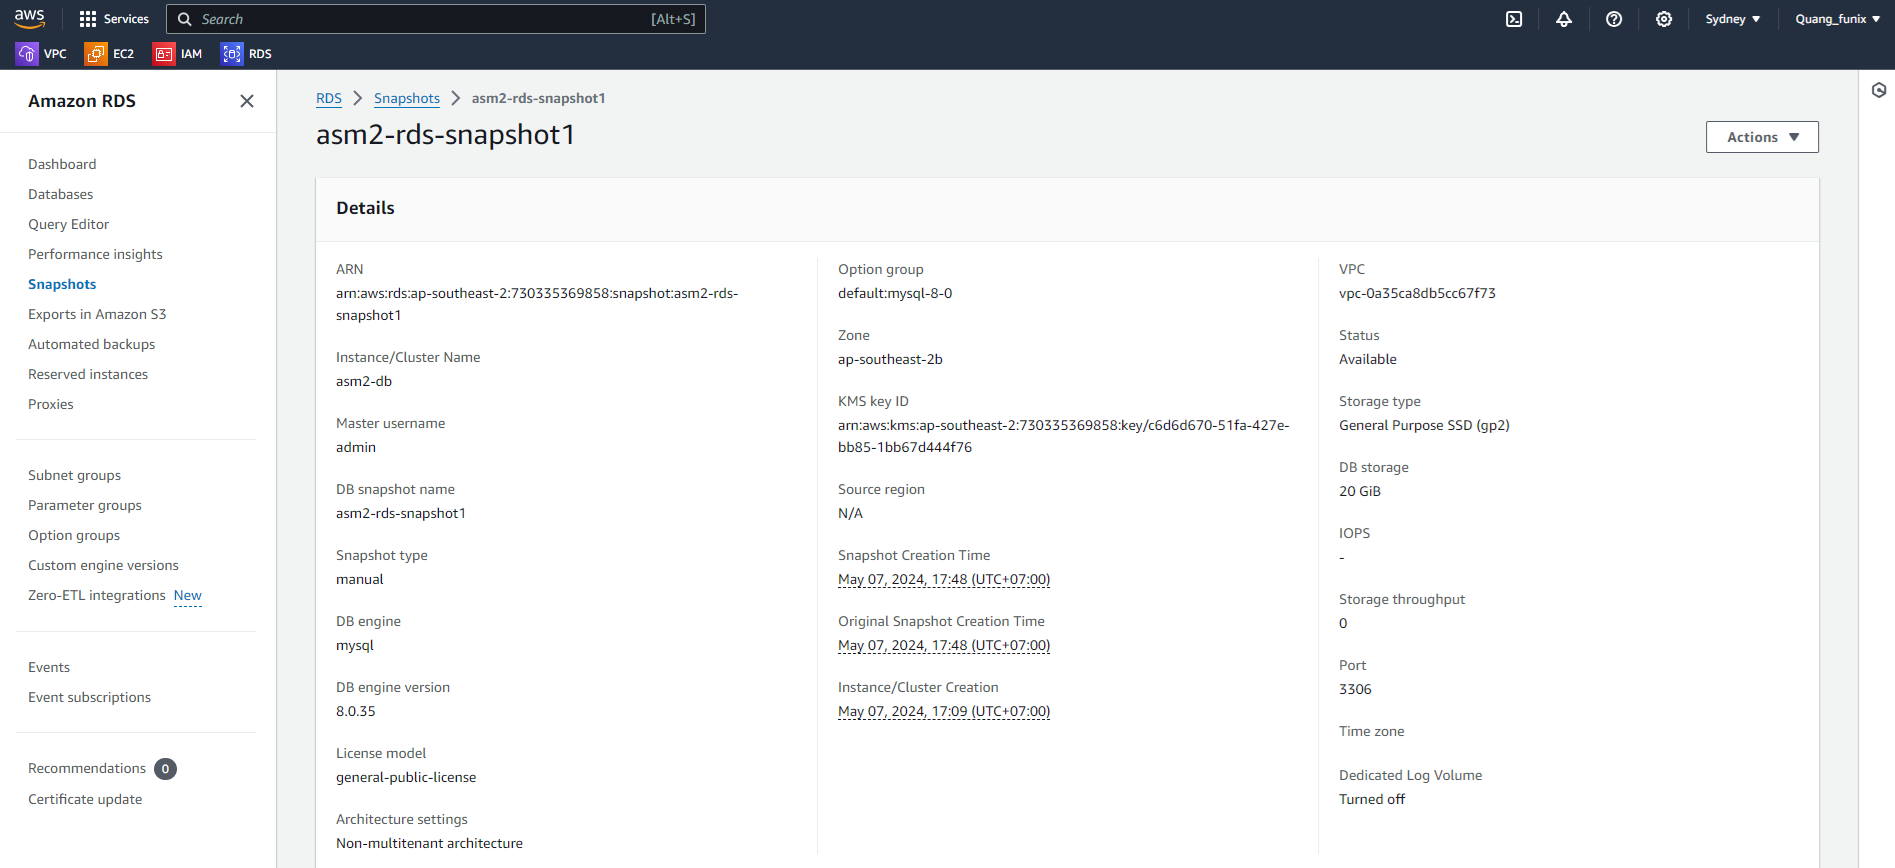 aws
Services
Search
[Alt+S]
Sydney
Quang_funix
VPC
EC2
IAM
RDS
Amazon RDS
Dashboard
Databases
Query Editor
Performance insights
Snapshots
Exports in Amazon S3
Automated backups
Reserved instances
Proxies
Subnet groups
Parameter groups
Option groups
Custom engine versions
Zero-ETL integrations New
Events
Event subscriptions
Recommendations 0
Certificate update
RDS > Snapshots > asm2-rds-snapshot1
asm2-rds-snapshot1
Actions
Details
ARN
arn:aws:rds:ap-southeast-2:730335369858:snapshot:asm2-rds-
snapshot1
Instance/Cluster Name
asm2-db
Master username
admin
DB snapshot name
asm2-rds-snapshot1
Snapshot type
manual
DB engine
mysql
DB engine version
8.0.35
License model
general-public-license
Architecture settings
Non-multitenant architecture
Option group
default:mysql-8-0
Zone
ap-southeast-2b
KMS key ID
arn:aws:kms:ap-southeast-2:730335369858:key/c6d6d670-51fa-427e-
bb85-1bb67d444f76
Source region
N/A
Snapshot Creation Time
May 07, 2024, 17:48 (UTC+07:00)
Original Snapshot Creation Time
May 07, 2024, 17:48 (UTC+07:00)
Instance/Cluster Creation
May 07, 2024, 17:09 (UTC+07:00)
VPC
vpc-0a35ca8db5cc67f73
Status
Available
Storage type
General Purpose SSD (gp2)
DB storage
20 GiB
IOPS
-
Storage throughput
0
Port
3306
Time zone
Dedicated Log Volume
Turned off